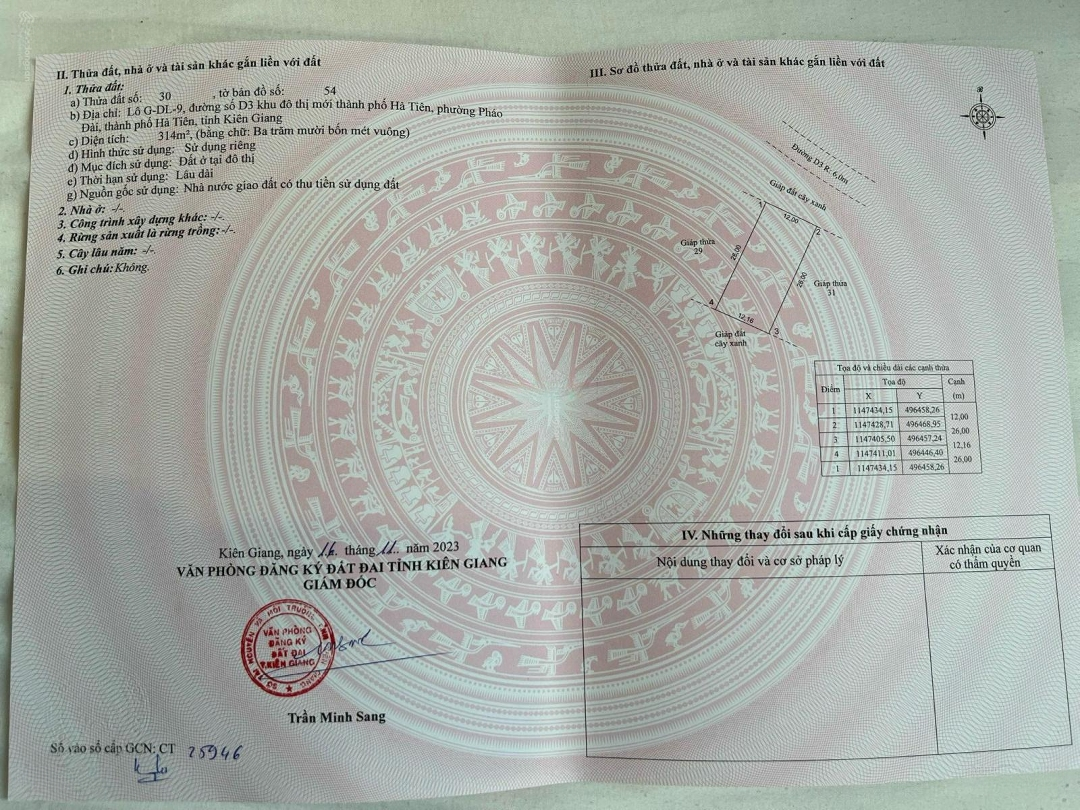 II. Thửa đất, nhà ở và tài sản khác gắn liền với đất
1. Thửa đất:
a) Thửa đất số: 30 , tờ bản đồ số: 54
b) Địa chỉ: Lô G-DL-9, đường số D3 khu đô thị mới thành phố Hà Tiên, phường Pháo
Đài, thành phố Hà Tiên, tỉnh Kiên Giang
c) Diện tích: 314m², (bằng chữ: Ba trăm mười bốn mét vuông)
d) Hình thức sử dụng: Sử dụng riêng
đ) Mục đích sử dụng: Đất ở tại đô thị
e) Thời hạn sử dụng: Lâu dài
g) Nguồn gốc sử dụng: Nhà nước giao đất có thu tiền sử dụng đất
2. Nhà ở: -/-.
3. Công trình xây dựng khác: -/-.
4. Rừng sản xuất là rừng trồng: -/-.
5. Cây lâu năm: -/-.
6. Ghi chú: Không.
Kiên Giang, ngày 16 tháng 11 năm 2023
VĂN PHÒNG ĐĂNG KÝ ĐẤT ĐAI TỈNH KIÊN GIANG
GIÁM ĐỐC
VĂN PHÒNG
ĐĂNG KÝ
ĐẤT ĐAI
T.KIÊN GIANG
Trần Minh Sang
Số vào sổ cấp GCN: CT 25946
III. Sơ đồ thửa đất, nhà ở và tài sản khác gắn liền với đất
Đường D3 R: 6,0m
Giáp đất cây xanh
1
12,00
2
Giáp thửa
29
26,00
26,00
Giáp thửa
31
4
12,16
3
Giáp đất
cây xanh
Tọa độ và chiều dài các cạnh thửa
Điểm Tọa độ Cạnh
X Y (m)
1 1147434,15 496458,26
12,00
2 1147428,71 496468,95
26,00
3 1147405,50 496457,24
12,16
4 1147411,01 496446,40
26,00
1 1147434,15 496458,26
IV. Những thay đổi sau khi cấp giấy chứng nhận
Nội dung thay đổi và cơ sở pháp lý
Xác nhận của cơ quan
có thẩm quyền